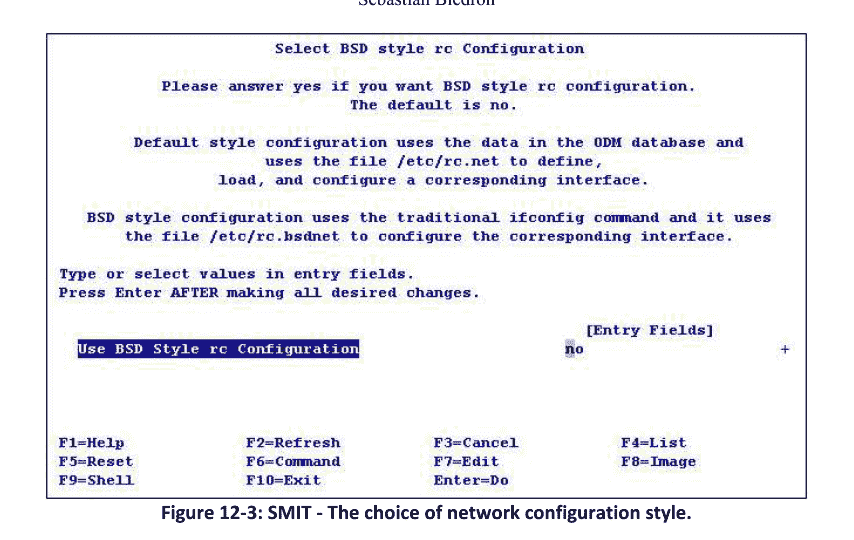 Sebastian Biedroń
Select BSD style rc Configuration
Please answer yes if you want BSD style rc configuration.
The default is no.
Default style configuration uses the data in the ODM database and
uses the file /etc/rc.net to define,
load, and configure a corresponding interface.
BSD style configuration uses the traditional ifconfig command and it uses
the file /etc/rc.bsdnet to configure the corresponding interface.
Type or select values in entry fields.
Press Enter AFTER making all desired changes.
[Entry Fields]
Use BSD Style rc Configuration no +
F1=Help F2=Refresh F3=Cancel F4=List
F5=Reset F6=Command F7=Edit F8=Image
F9=Shell F10=Exit Enter=Do
Figure 12-3: SMIT - The choice of network configuration style.